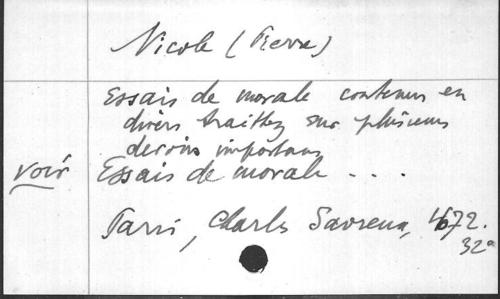 Nicole (Pierre)
Essais de morale contenus en
divers traittez sur plusieurs
devoirs importans
voir Essais de morale ....
Paris, Charles Savreux, 1672.
32°